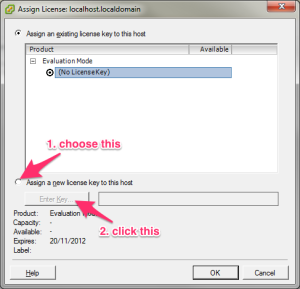 Assign License: localhost.localdomain
Assign an existing license key to this host
Product Available
Evaluation Mode
(No License Key)
1. choose this
Assign a new license key to this host
Enter Key...
2. click this
Product: Evaluation Mode
Capacity: -
Available: -
Expires: 20/11/2012
Label:
Help OK Cancel